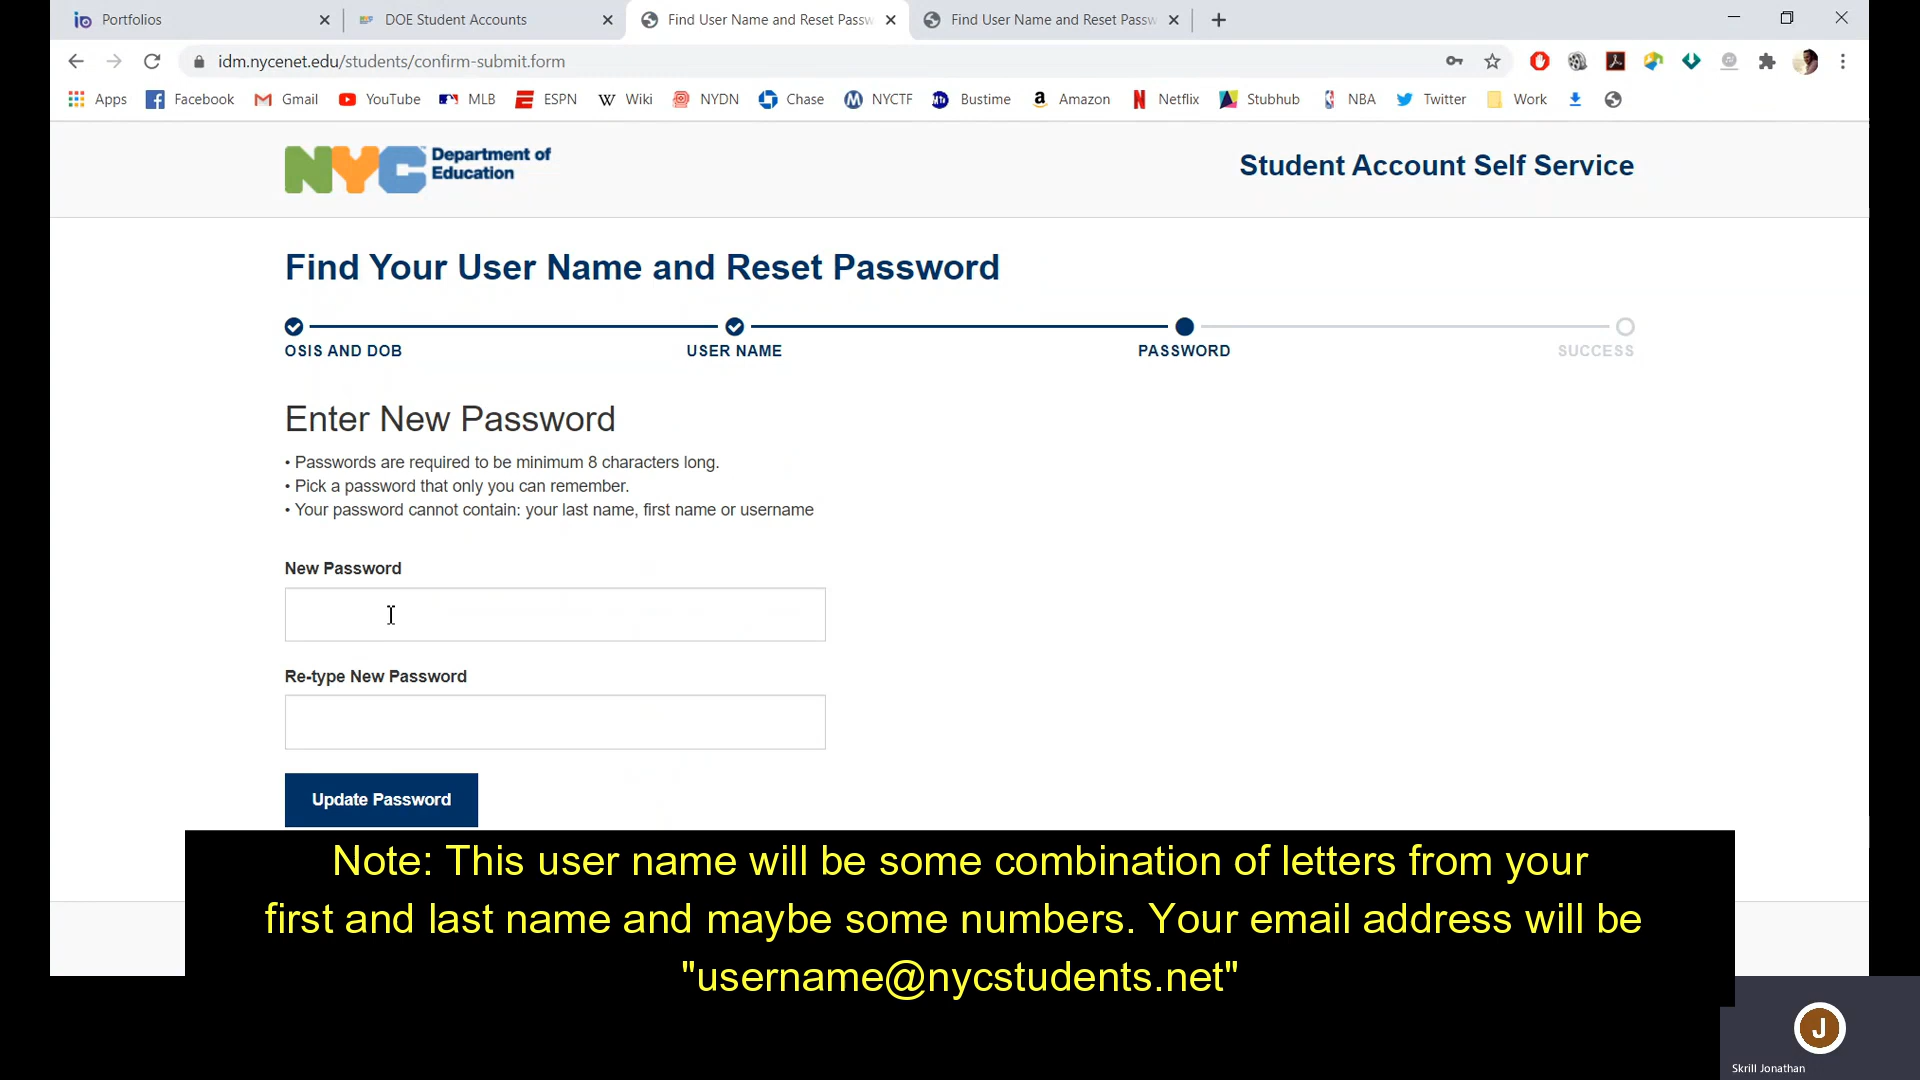 Portfolios
DOE Student Accounts
Find User Name and Reset Passw
Find User Name and Reset Passw
idm.nycenet.edu/students/confirm-submit.form
Apps Facebook Gmail YouTube MLB ESPN Wiki NYDN Chase NYCTF Bustime Amazon Netflix Stubhub NBA Twitter Work
NYC Department of
Education
Student Account Self Service
Find Your User Name and Reset Password
OSIS AND DOB USER NAME PASSWORD SUCCESS
Enter New Password
• Passwords are required to be minimum 8 characters long.
• Pick a password that only you can remember.
• Your password cannot contain: your last name, first name or username
New Password
Re-type New Password
Update Password
Note: This user name will be some combination of letters from your
first and last name and maybe some numbers. Your email address will be
"username@nycstudents.net"
J
Skrill Jonathan